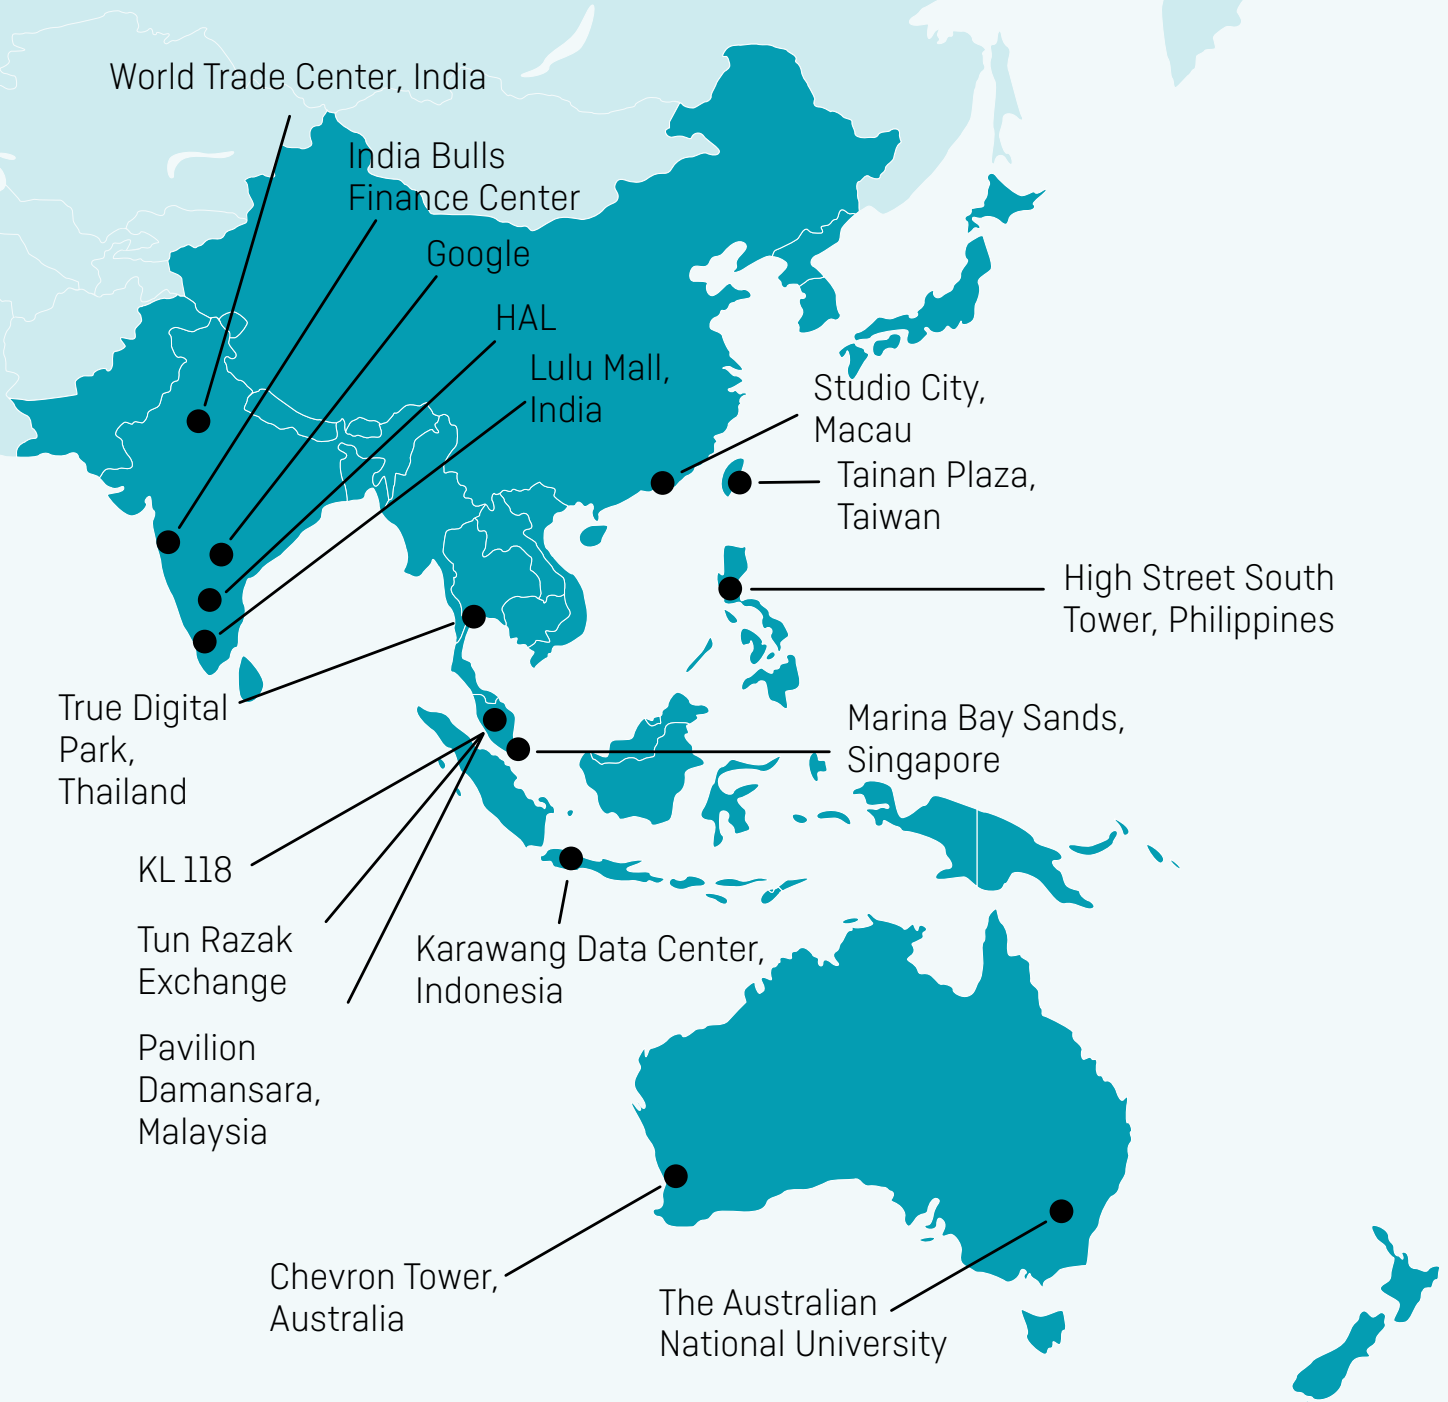 World Trade Center, India
India Bulls
Finance Center
Google
HAL
Lulu Mall,
India
Studio City,
Macau
Tainan Plaza,
Taiwan
High Street South
Tower, Philippines
True Digital
Park,
Thailand
Marina Bay Sands,
Singapore
KL 118
Tun Razak
Exchange
Karawang Data Center,
Indonesia
Pavilion
Damansara,
Malaysia
Chevron Tower,
Australia
The Australian
National University